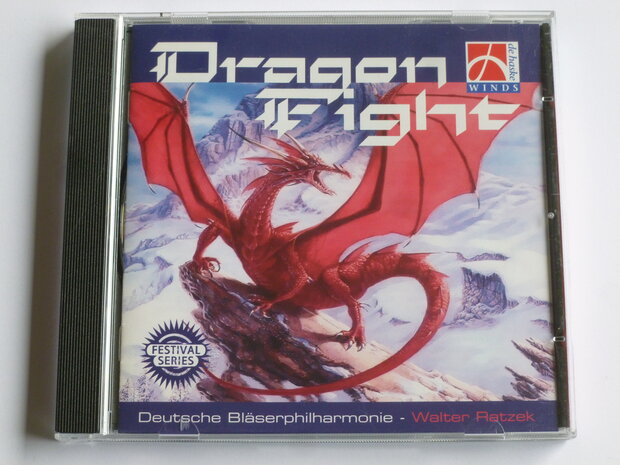 Dragon
Fight
de haske
WINDS
FESTIVAL
SERIES
Deutsche Bläserphilharmonie - Walter Ratzek